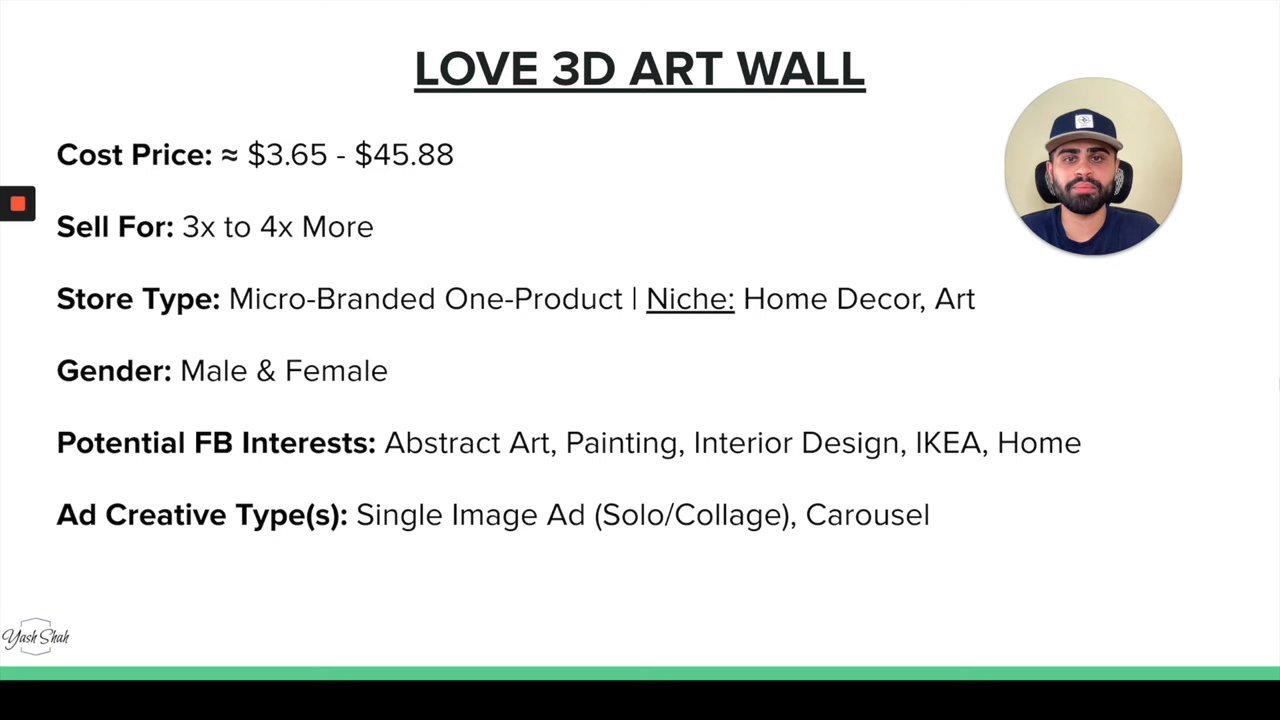 LOVE 3D ART WALL
Cost Price: ≈ $3.65 - $45.88
Sell For: 3x to 4x More
Store Type: Micro-Branded One-Product | Niche: Home Decor, Art
Gender: Male & Female
Potential FB Interests: Abstract Art, Painting, Interior Design, IKEA, Home
Ad Creative Type(s): Single Image Ad (Solo/Collage), Carousel
Yash Shah